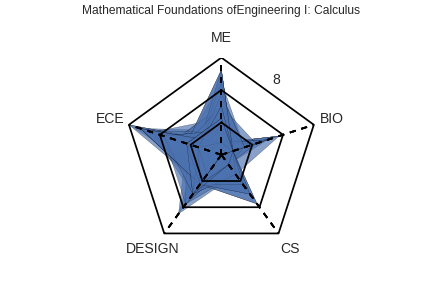 Mathematical Foundations ofEngineering I: Calculus
ME
8
ECE
BIO
DESIGN
CS